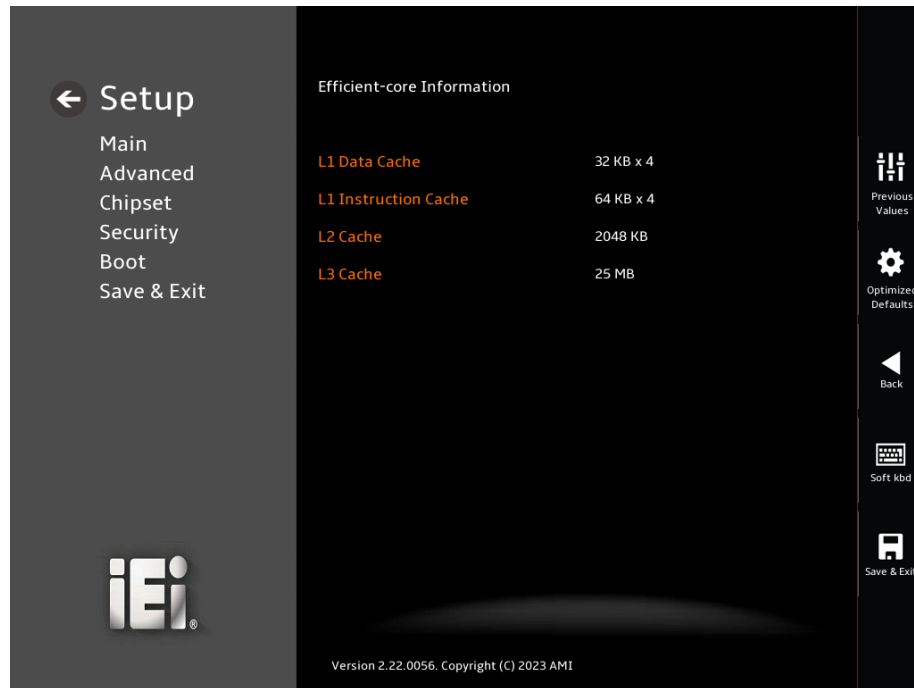 Setup
Main
Advanced
Chipset
Security
Boot
Save & Exit
iEi®
Efficient-core Information
L1 Data Cache 32 KB x 4
L1 Instruction Cache 64 KB x 4
L2 Cache 2048 KB
L3 Cache 25 MB
Version 2.22.0056. Copyright (C) 2023 AMI
Previous
Values
Optimized
Defaults
Back
Soft kbd
Save & Exit